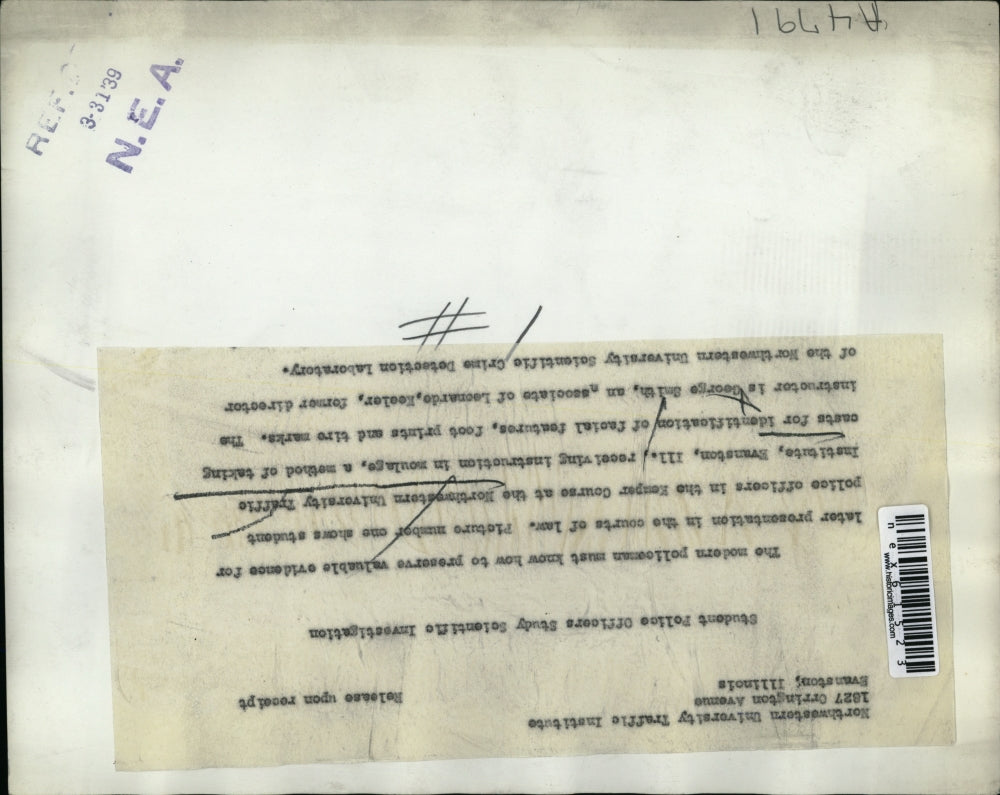 A4791
REF.
3-31'39
N.E.A.
Northwestern University Traffic Institute
1827 Orrington Avenue
Evanston, Illinois
Release upon receipt
Student Police Officers Study Scientific Investigation
The modern policeman must know how to preserve valuable evidence for
later presentation in the courts of law. Picture number one shows student
police officers in the Kemper Course at the Northwestern University Traffic
Institute, Evanston, Ill., receiving instruction in moulage, a method of taking
casts for identification of facial features, foot prints and tire marks. The
instructor is George Smith, an associate of Leonarde Keeler, former director
of the Northwestern University Scientific Crime Detection Laboratory.
#
nex61523
www.historicimages.com